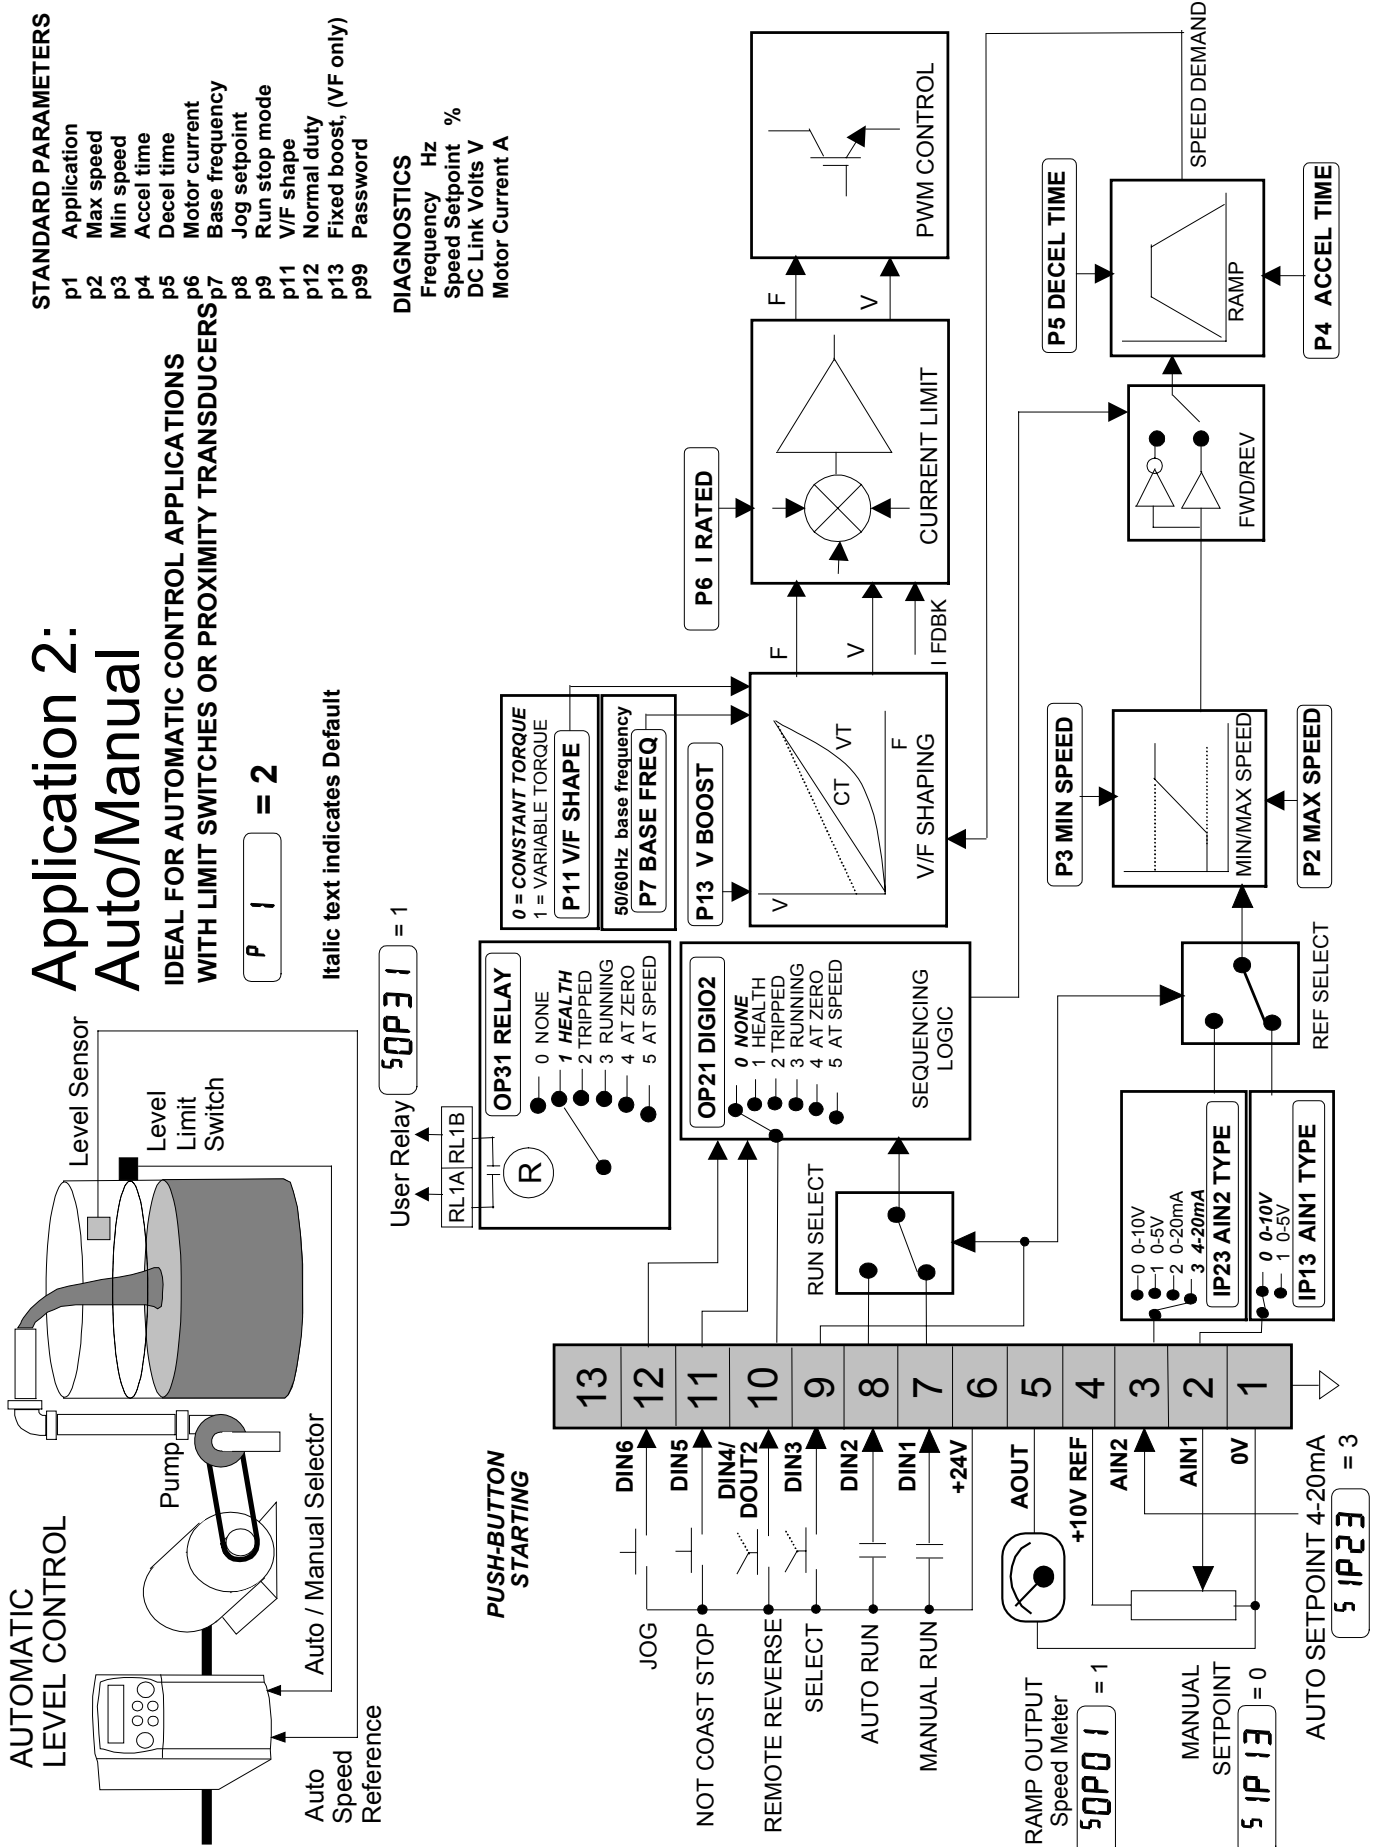 Application 2:
Auto/Manual
IDEAL FOR AUTOMATIC CONTROL APPLICATIONS
WITH LIMIT SWITCHES OR PROXIMITY TRANSDUCERS
P 1 = 2
Italic text indicates Default
STANDARD PARAMETERS
p1 Application
p2 Max speed
p3 Min speed
p4 Accel time
p5 Decel time
p6 Motor current
p7 Base frequency
p8 Jog setpoint
p9 Run stop mode
p11 V/F shape
p12 Normal duty
p13 Fixed boost, (VF only)
p99 Password
DIAGNOSTICS
Frequency Hz
Speed Setpoint %
DC Link Volts V
Motor Current A
AUTOMATIC
LEVEL CONTROL
Pump
Level Sensor
Level
Limit
Switch
Auto / Manual Selector
Auto
Speed
Reference
User Relay
SOP31 = 1
RL1A
RL1B
R
OP31 RELAY
0 NONE
1 HEALTH
2 TRIPPED
3 RUNNING
4 AT ZERO
5 AT SPEED
0 = CONSTANT TORQUE
1 = VARIABLE TORQUE
P11 V/F SHAPE
50/60Hz base frequency
P7 BASE FREQ
P13 V BOOST
V
CT
VT
F
V/F SHAPING
F
V
I FDBK
P6 I RATED
CURRENT LIMIT
F
V
PWM CONTROL
PUSH-BUTTON
STARTING
JOG
NOT COAST STOP
REMOTE REVERSE
SELECT
AUTO RUN
MANUAL RUN
DIN6
DIN5
DIN4/
DOUT2
DIN3
DIN2
DIN1
+24V
AOUT
+10V REF
AIN2
AIN1
0V
13
12
11
10
9
8
7
6
5
4
3
2
1
OP21 DIGIO2
0 NONE
1 HEALTH
2 TRIPPED
3 RUNNING
4 AT ZERO
5 AT SPEED
SEQUENCING
LOGIC
RUN SELECT
RAMP OUTPUT
Speed Meter
SOP01 = 1
MANUAL
SETPOINT
SIP13 = 0
AUTO SETPOINT 4-20mA
SIP23 = 3
0 0-10V
1 0-5V
2 0-20mA
3 4-20mA
IP23 AIN2 TYPE
0 0-10V
1 0-5V
IP13 AIN1 TYPE
REF SELECT
P3 MIN SPEED
MIN/MAX SPEED
P2 MAX SPEED
FWD/REV
P5 DECEL TIME
RAMP
P4 ACCEL TIME
SPEED DEMAND